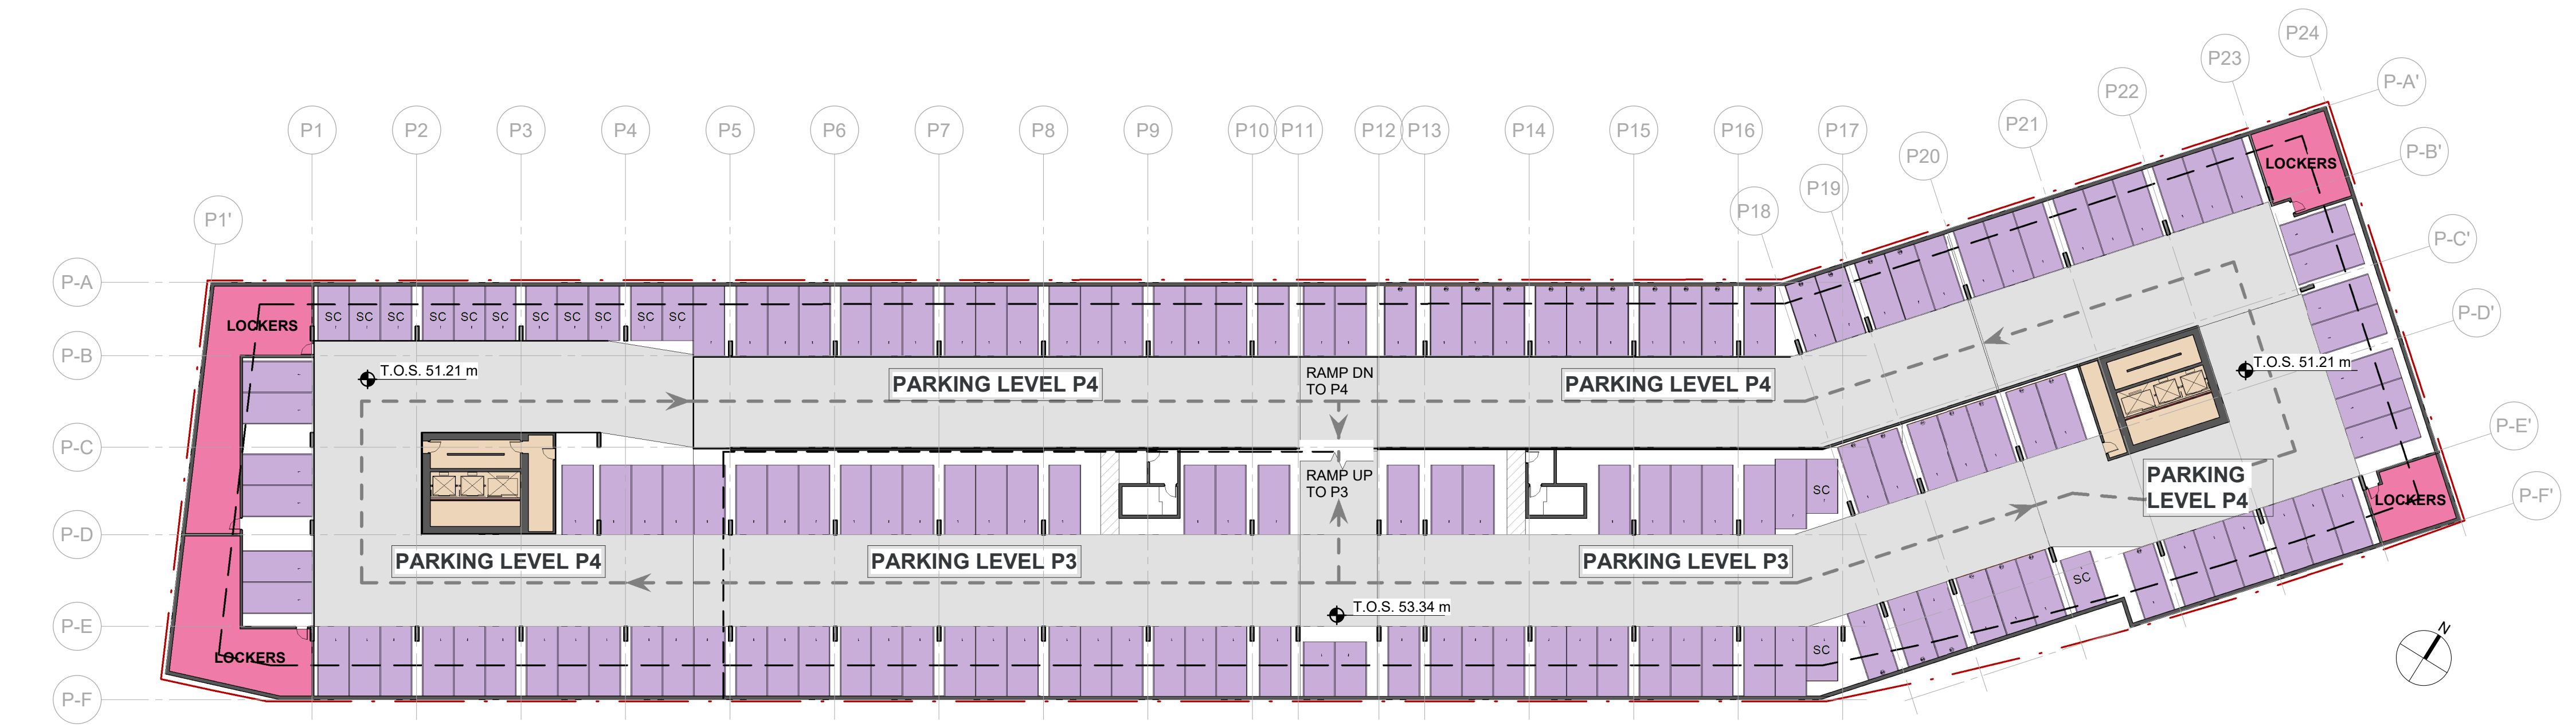 P24
P23
P-A'
P22
P21
P1
P2
P3
P4
P5
P6
P7
P8
P9
P10
P11
P12
P13
P14
P15
P16
P17
P-B'
P20
LOCKERS
P19
P1'
P18
P-C'
P-A
P-D'
LOCKERS
SC SC SC SC SC SC SC SC SC SC SC
P-B
T.O.S. 51.21 m
T.O.S. 51.21 m
RAMP DN
TO P4
PARKING LEVEL P4
PARKING LEVEL P4
P-E'
P-C
RAMP UP
TO P3
PARKING
LEVEL P4
SC
LOCKERS
P-F'
P-D
PARKING LEVEL P4
PARKING LEVEL P3
PARKING LEVEL P3
SC
T.O.S. 53.34 m
P-E
N
LOCKERS
SC
P-F